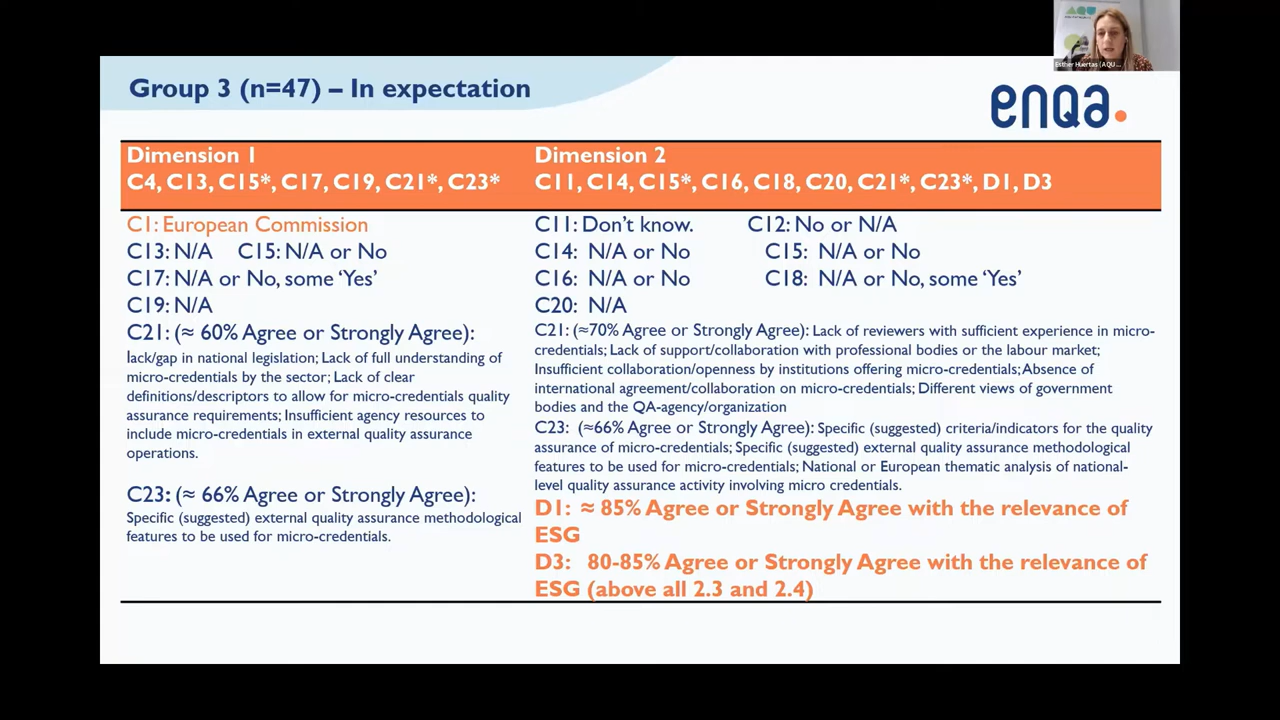 Esther Huertas (AQU ...
Group 3 (n=47) – In expectation
enqa.
Dimension 1
C4, C13, C15*, C17, C19, C21*, C23*
Dimension 2
C11, C14, C15*, C16, C18, C20, C21*, C23*, D1, D3
C1: European Commission
C13: N/A C15: N/A or No
C17: N/A or No, some ‘Yes’
C19: N/A
C21: (≈ 60% Agree or Strongly Agree):
lack/gap in national legislation; Lack of full understanding of
micro-credentials by the sector; Lack of clear
definitions/descriptors to allow for micro-credentials quality
assurance requirements; Insufficient agency resources to
include micro-credentials in external quality assurance
operations.
C23: (≈ 66% Agree or Strongly Agree):
Specific (suggested) external quality assurance methodological
features to be used for micro-credentials.
C11: Don’t know. C12: No or N/A
C14: N/A or No C15: N/A or No
C16: N/A or No C18: N/A or No, some ‘Yes’
C20: N/A
C21: (≈70% Agree or Strongly Agree): Lack of reviewers with sufficient experience in micro-
credentials; Lack of support/collaboration with professional bodies or the labour market;
Insufficient collaboration/openness by institutions offering micro-credentials; Absence of
international agreement/collaboration on micro-credentials; Different views of government
bodies and the QA-agency/organization
C23: (≈66% Agree or Strongly Agree): Specific (suggested) criteria/indicators for the quality
assurance of micro-credentials; Specific (suggested) external quality assurance methodological
features to be used for micro-credentials; National or European thematic analysis of national-
level quality assurance activity involving micro credentials.
D1: ≈ 85% Agree or Strongly Agree with the relevance of
ESG
D3: 80-85% Agree or Strongly Agree with the relevance of
ESG (above all 2.3 and 2.4)